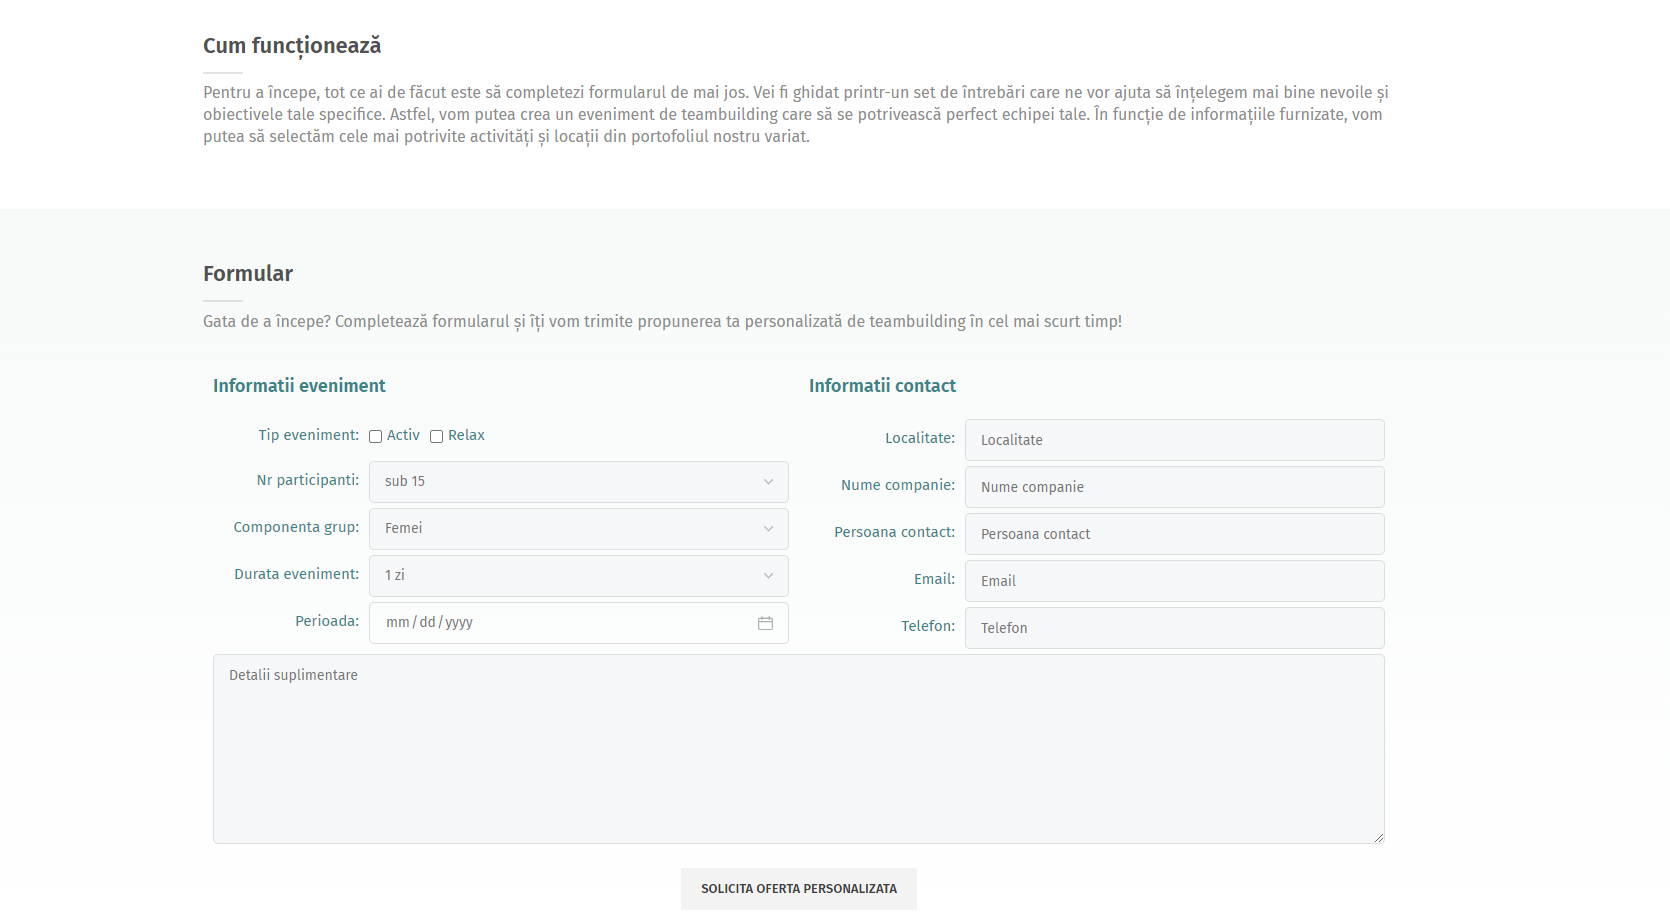 Cum funcționează
Pentru a începe, tot ce ai de făcut este să completezi formularul de mai jos. Vei fi ghidat printr-un set de întrebări care ne vor ajuta să înțelegem mai bine nevoile și
obiectivele tale specifice. Astfel, vom putea crea un eveniment de teambuilding care să se potrivească perfect echipei tale. În funcție de informațiile furnizate, vom
putea să selectăm cele mai potrivite activități și locații din portofoliul nostru variat.
Formular
Gata de a începe? Completează formularul și îți vom trimite propunerea ta personalizată de teambuilding în cel mai scurt timp!
Informatii eveniment
Tip eveniment: Activ Relax
Nr participanti: sub 15
Componenta grup: Femei
Durata eveniment: 1 zi
Perioada: mm/dd/yyyy
Informatii contact
Localitate: Localitate
Nume companie: Nume companie
Persoana contact: Persoana contact
Email: Email
Telefon: Telefon
Detalii suplimentare
SOLICITA OFERTA PERSONALIZATA